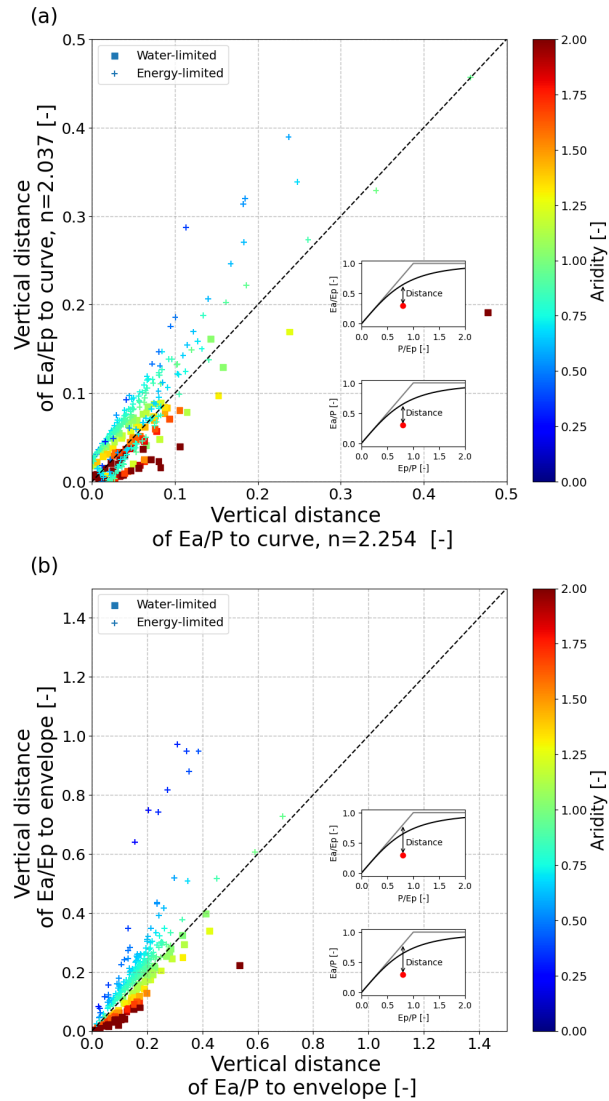 (a)
0.5
0.4
0.3
0.2
0.1
0.0
Vertical distance
of Ea/Ep to curve, n=2.037 [-]
Water-limited
Energy-limited
1.0
0.5
0.0
Ea/Ep [-]
Distance
0.0 0.5 1.0 1.5 2.0
P/Ep [-]
1.0
0.5
0.0
Ea/P [-]
Distance
0.0 0.5 1.0 1.5 2.0
Ep/P [-]
0.0 0.1 0.2 0.3 0.4 0.5
Vertical distance
of Ea/P to curve, n=2.254 [-]
2.00
1.75
1.50
1.25
1.00
0.75
0.50
0.25
0.00
Aridity [-]
(b)
1.4
1.2
1.0
0.8
0.6
0.4
0.2
0.0
Vertical distance
of Ea/Ep to envelope [-]
Water-limited
Energy-limited
1.0
0.5
0.0
Ea/Ep [-]
Distance
0.0 0.5 1.0 1.5 2.0
P/Ep [-]
1.0
0.5
0.0
Ea/P [-]
Distance
0.0 0.5 1.0 1.5 2.0
Ep/P [-]
0.0 0.2 0.4 0.6 0.8 1.0 1.2 1.4
Vertical distance
of Ea/P to envelope [-]
2.00
1.75
1.50
1.25
1.00
0.75
0.50
0.25
0.00
Aridity [-]